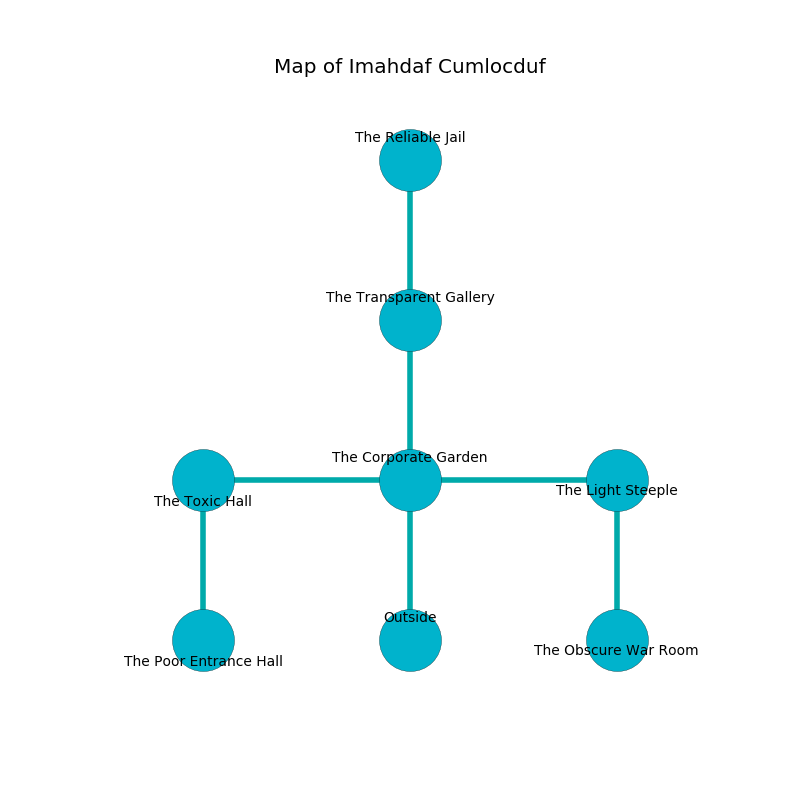 Map of Imahdaf Cumlocduf
The Reliable Jail
The Transparent Gallery
The Corporate Garden
The Toxic Hall
The Light Steeple
Outside
The Poor Entrance Hall
The Obscure War Room